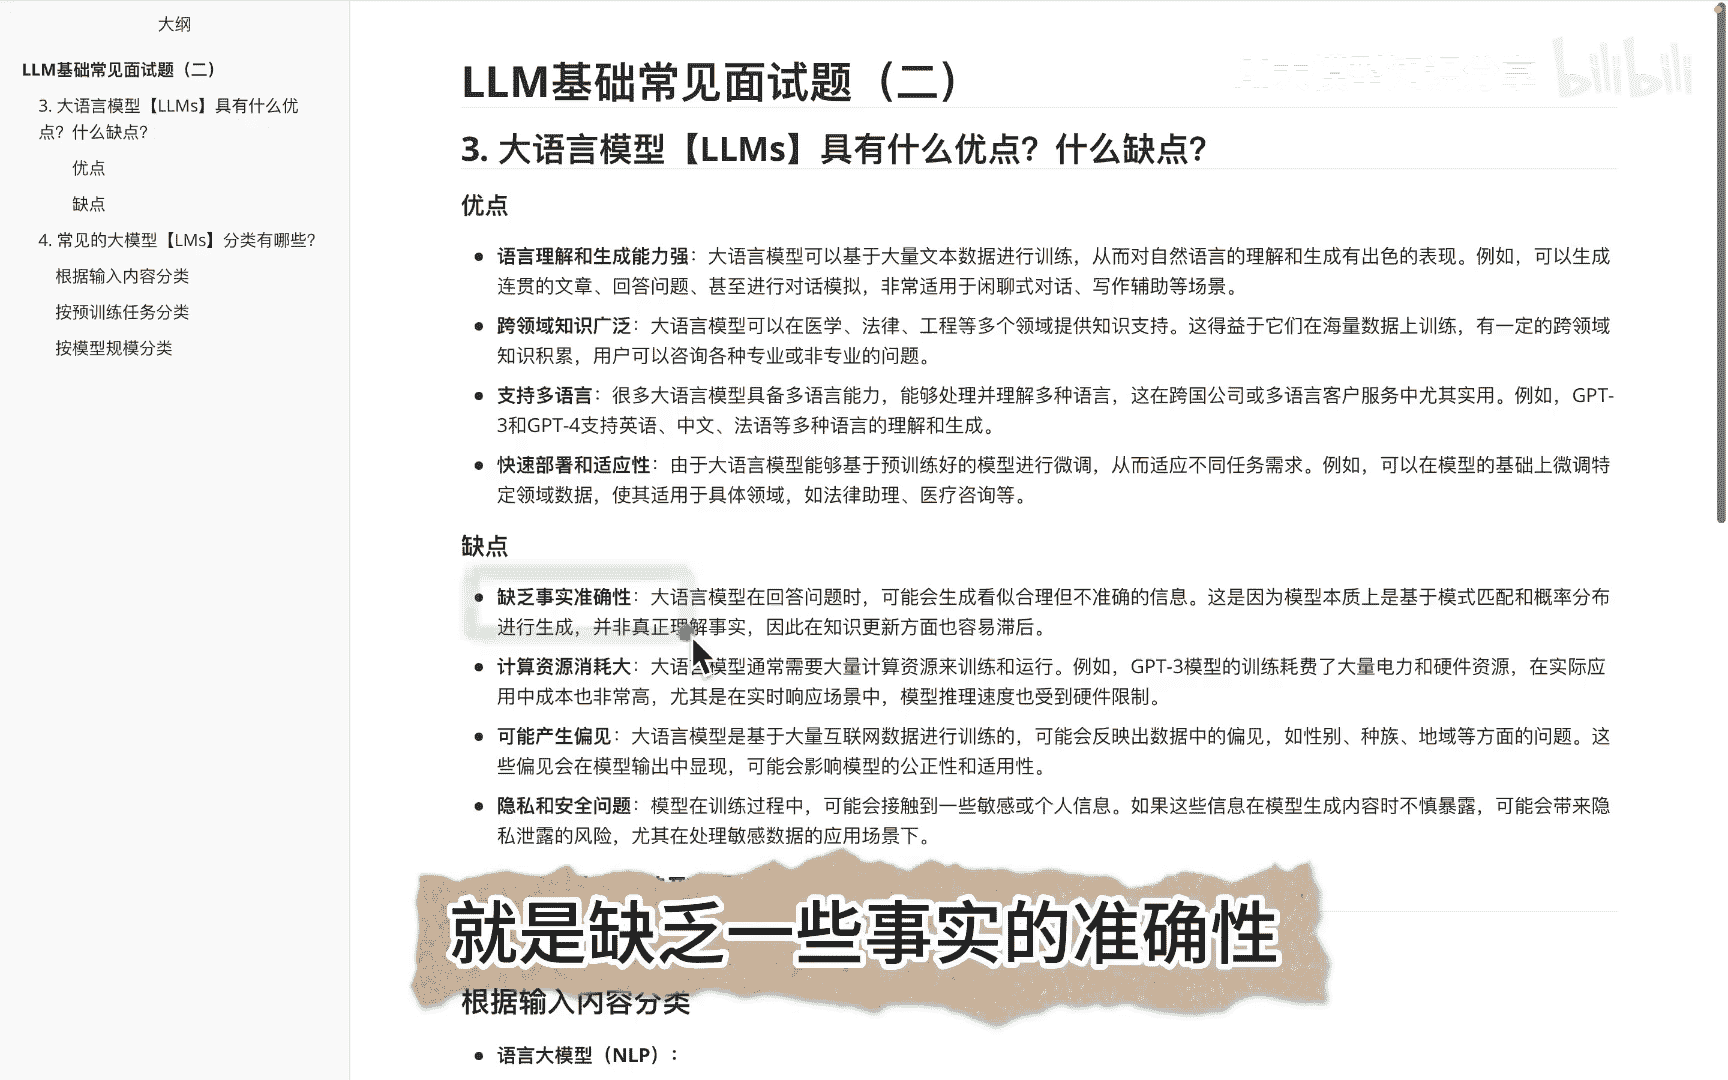 大纲
LLM基础常见面试题（二）
3. 大语言模型【LLMs】具有什么优
点？什么缺点？
优点
缺点
4. 常见的大模型【LMs】分类有哪些？
根据输入内容分类
按预训练任务分类
按模型规模分类
LLM基础常见面试题（二）
bilibili
3. 大语言模型【LLMs】具有什么优点？什么缺点？
优点
语言理解和生成能力强：大语言模型可以基于大量文本数据进行训练，从而对自然语言的理解和生成有出色的表现。例如，可以生成
连贯的文章、回答问题、甚至进行对话模拟，非常适用于闲聊式对话、写作辅助等场景。
跨领域知识广泛：大语言模型可以在医学、法律、工程等多个领域提供知识支持。这得益于它们在海量数据上训练，有一定的跨领域
知识积累，用户可以咨询各种专业或非专业的问题。
支持多语言：很多大语言模型具备多语言能力，能够处理并理解多种语言，这在跨国公司或多语言客户服务中尤其实用。例如，GPT-
3和GPT-4支持英语、中文、法语等多种语言的理解和生成。
快速部署和适应性：由于大语言模型能够基于预训练好的模型进行微调，从而适应不同任务需求。例如，可以在模型的基础上微调特
定领域数据，使其适用于具体领域，如法律助理、医疗咨询等。
缺点
缺乏事实准确性：大语言模型在回答问题时，可能会生成看似合理但不准确的信息。这是因为模型本质上是基于模式匹配和概率分布
进行生成，并非真正理解事实，因此在知识更新方面也容易滞后。
计算资源消耗大：大语言模型通常需要大量计算资源来训练和运行。例如，GPT-3模型的训练耗费了大量电力和硬件资源，在实际应
用中成本也非常高，尤其是在实时响应场景中，模型推理速度也受到硬件限制。
可能产生偏见：大语言模型是基于大量互联网数据进行训练的，可能会反映出数据中的偏见，如性别、种族、地域等方面的问题。这
些偏见会在模型输出中显现，可能会影响模型的公正性和适用性。
隐私和安全问题：模型在训练过程中，可能会接触到一些敏感或个人信息。如果这些信息在模型生成内容时不慎暴露，可能会带来隐
私泄露的风险，尤其在处理敏感数据的应用场景下。
就是缺乏一些事实的准确性
根据输入内容分类
语言大模型（NLP）：